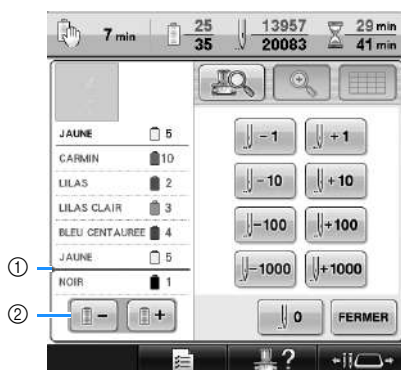 7 min 25 13957 29 min
35 20083 41 min
JAUNE 5
CARMIN 10
LILAS 2
LILAS CLAIR 3
BLEU CENTAUREE 4
JAUNE 5
NOIR 1
- +
-1 +1
-10 +10
-100 +100
-1000 +1000
0 FERMER
?
①
②